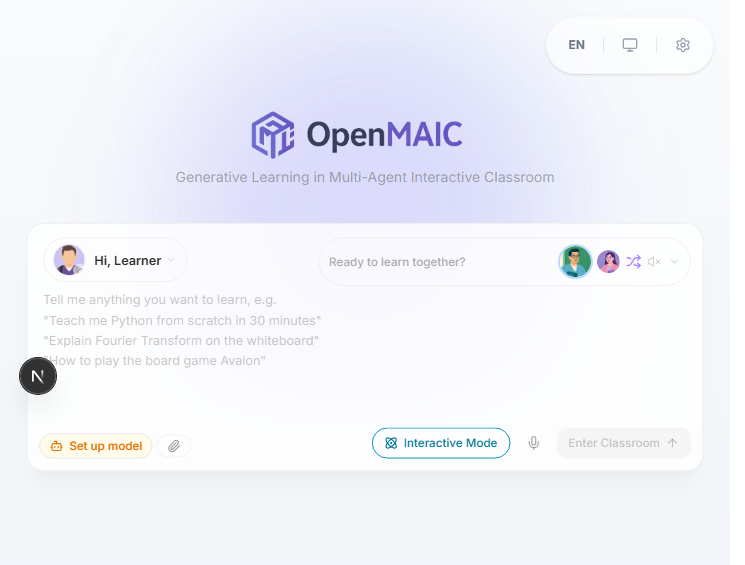 EN
OpenMAIC
Generative Learning in Multi-Agent Interactive Classroom
Hi, Learner
Ready to learn together?
Tell me anything you want to learn, e.g.
"Teach me Python from scratch in 30 minutes"
"Explain Fourier Transform on the whiteboard"
"How to play the board game Avalon"
N
Set up model
Interactive Mode
Enter Classroom